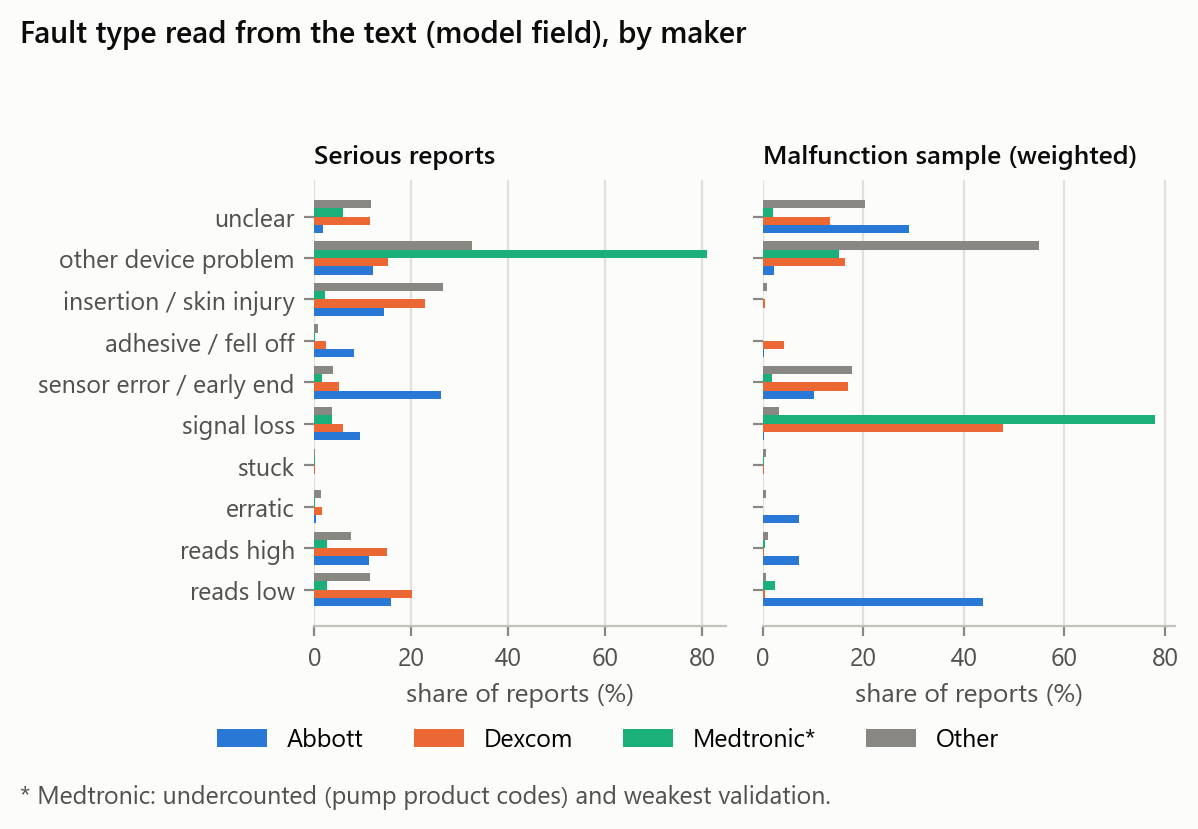 Fault type read from the text (model field), by maker
Serious reports
Malfunction sample (weighted)
unclear
other device problem
insertion / skin injury
adhesive / fell off
sensor error / early end
signal loss
stuck
erratic
reads high
reads low
0 20 40 60 80
0 20 40 60 80
share of reports (%)
share of reports (%)
Abbott
Dexcom
Medtronic*
Other
* Medtronic: undercounted (pump product codes) and weakest validation.